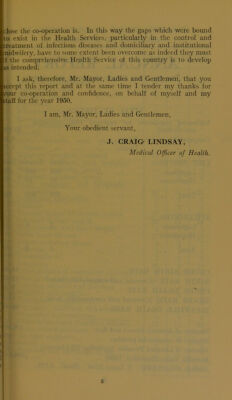 close the co-operation is. In this way the gaps which were bound
to exist in the Health Services, particularly in the control and
treatment of infectious diseases and domiciliary and institutional
midwifery, have to some extent been overcome as indeed they must
if the comprehensive Health Service of this country is to develop
as intended.
I ask, therefore, Mr. Mayor, Ladies and Gentlemen, that you
accept this report and at the same time I tender my thanks for
your co-operation and confidence, on behalf of myself and my
staff for the year 1950.
I am, Mr. Mayor, Ladies and Gentlemen,
Your obedient servant,
J. CRAIG LINDSAY,
Medical Officer of Health.